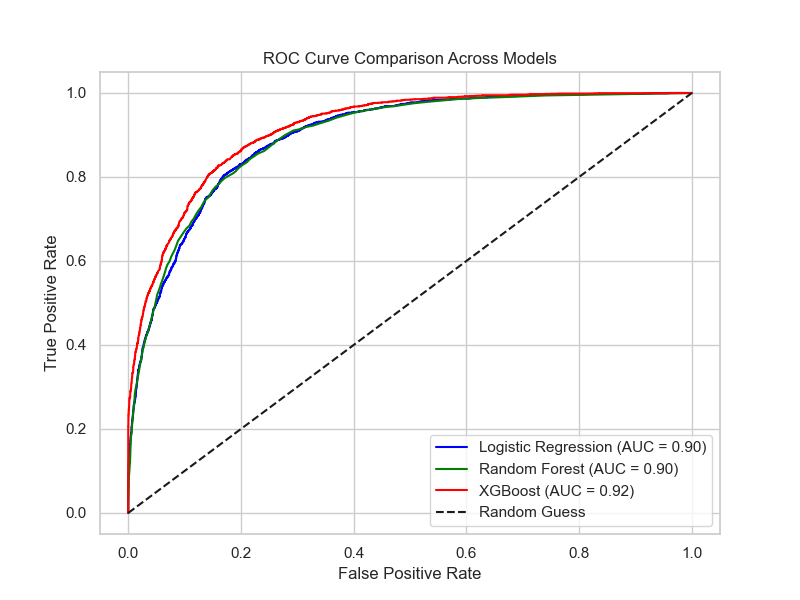 ROC Curve Comparison Across Models
True Positive Rate
1.0
0.8
0.6
0.4
0.2
0.0
Logistic Regression (AUC = 0.90)
Random Forest (AUC = 0.90)
XGBoost (AUC = 0.92)
Random Guess
0.0 0.2 0.4 0.6 0.8 1.0
False Positive Rate